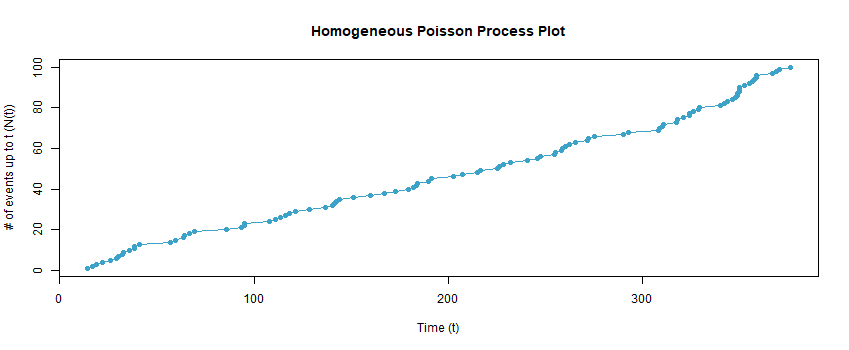 Homogeneous Poisson Process Plot
# of events up to t (N(t))
100
80
60
40
20
0
0 100 200 300
Time (t)